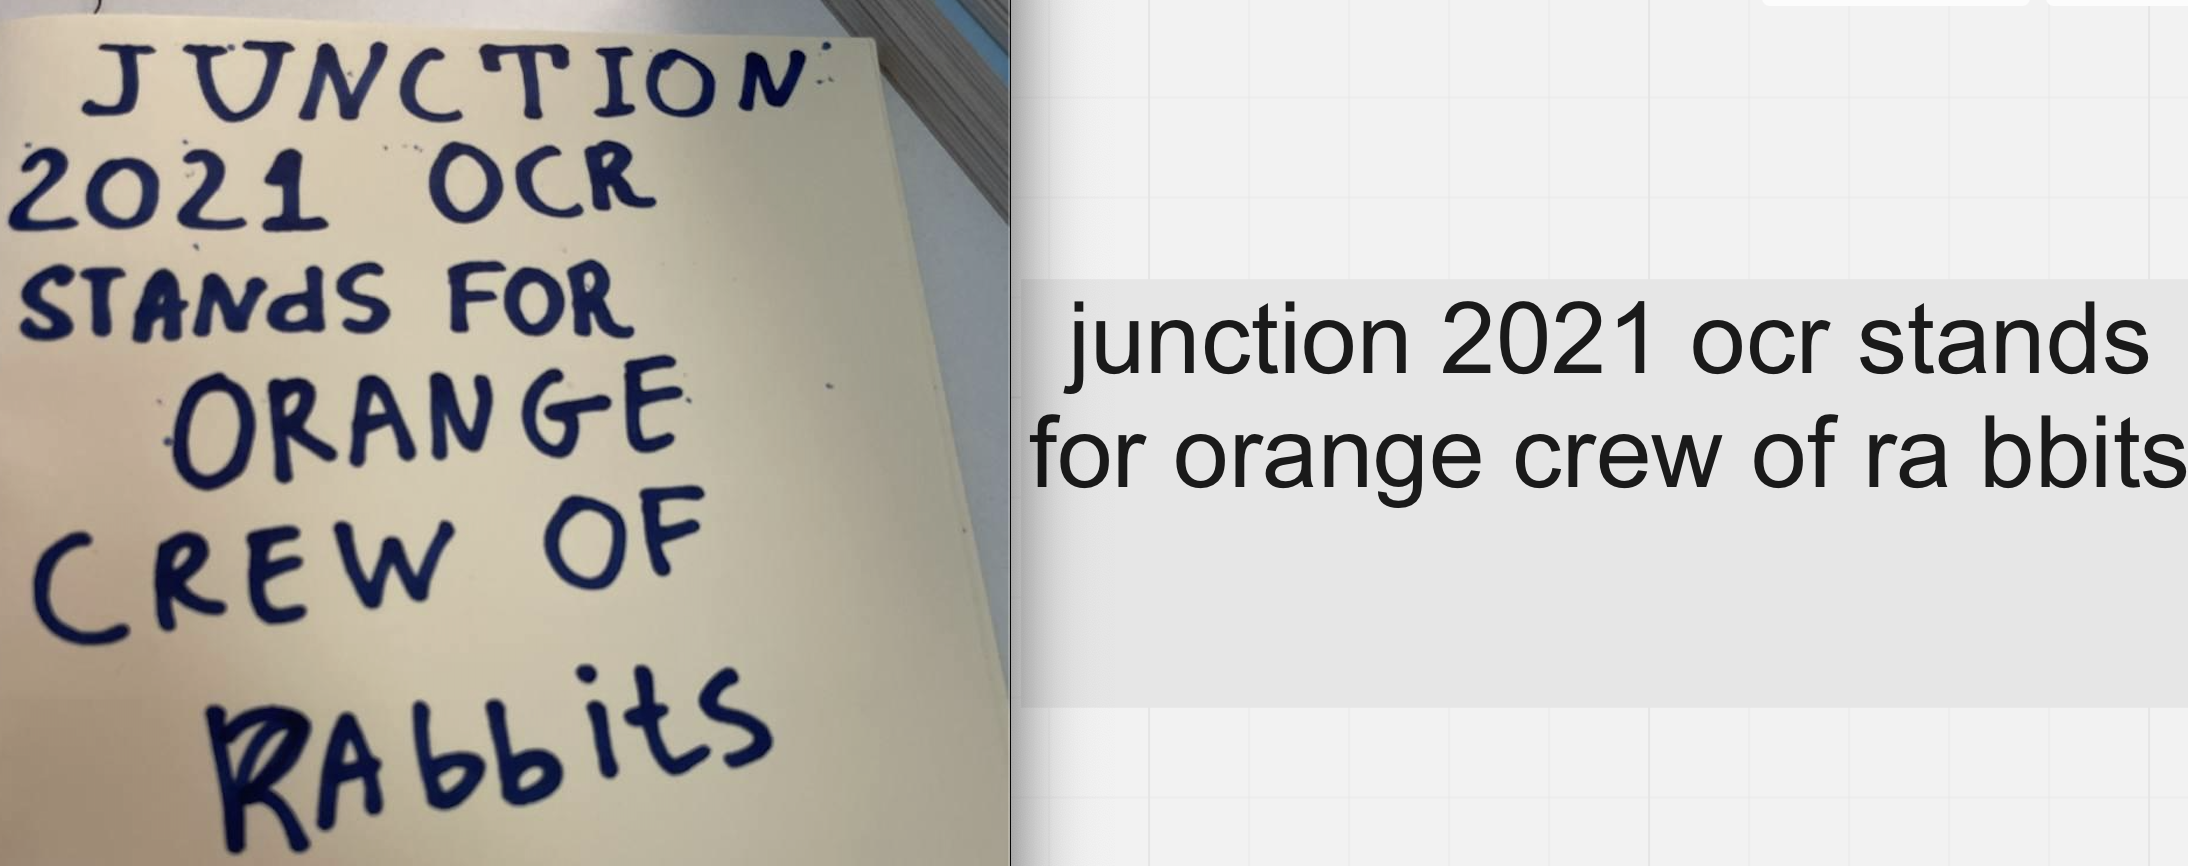 JUNCTION
2021 OCR
STANdS FOR
ORANGE
CREW OF
RAbbits
junction 2021 ocr stands
for orange crew of ra bbits